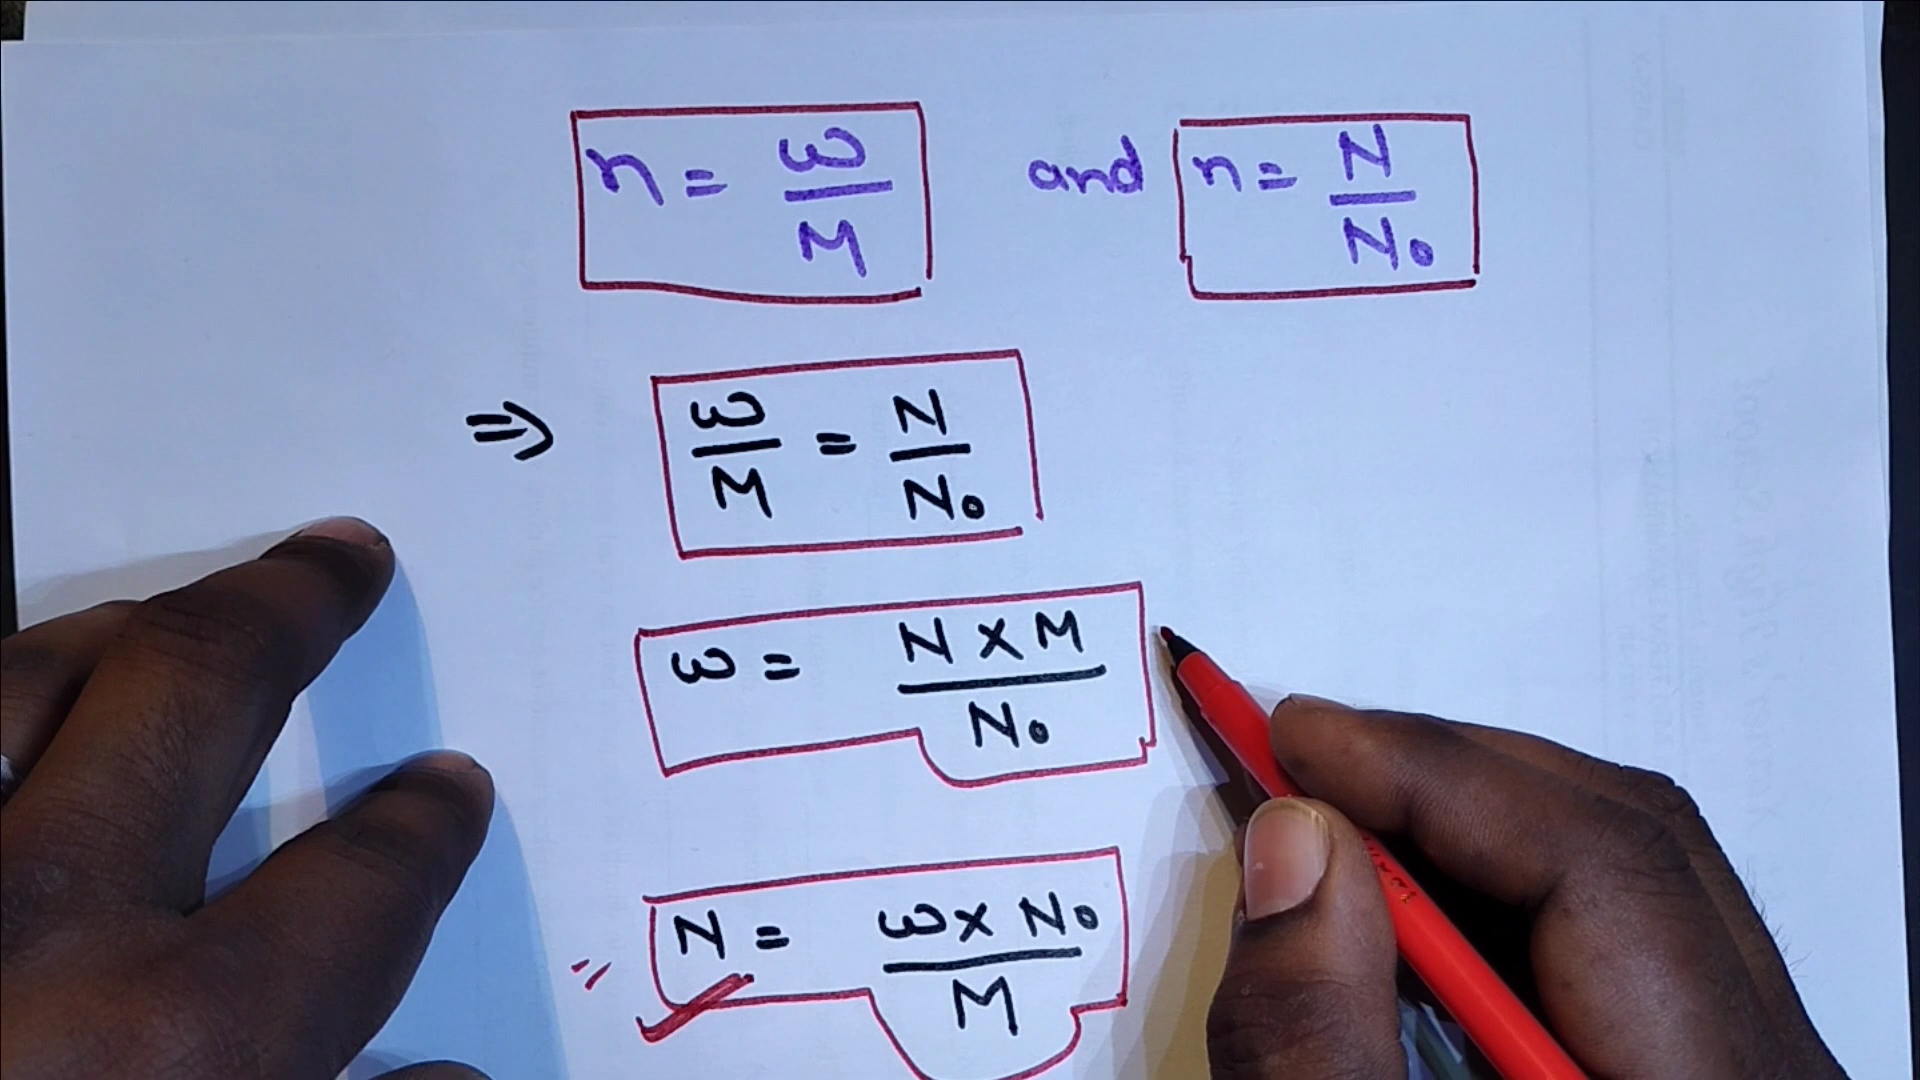 n = ω/M and n = N/N₀
⇒ ω/M = N/N₀
ω = N × M / N₀
N = ω × N₀ / M